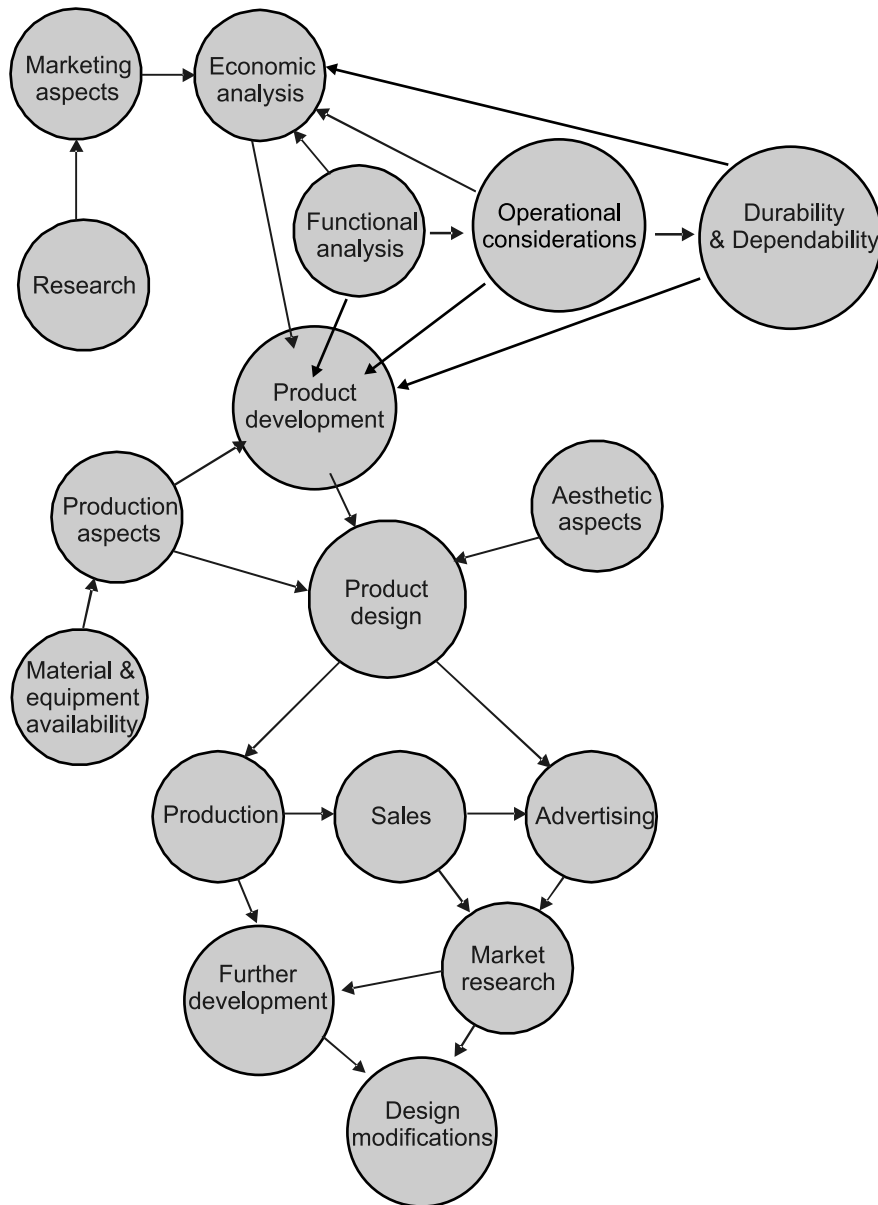 Marketing
aspects
Economic
analysis
Functional
analysis
Operational
considerations
Durability
& Dependability
Research
Product
development
Production
aspects
Aesthetic
aspects
Product
design
Material &
equipment
availability
Production
Sales
Advertising
Further
development
Market
research
Design
modifications